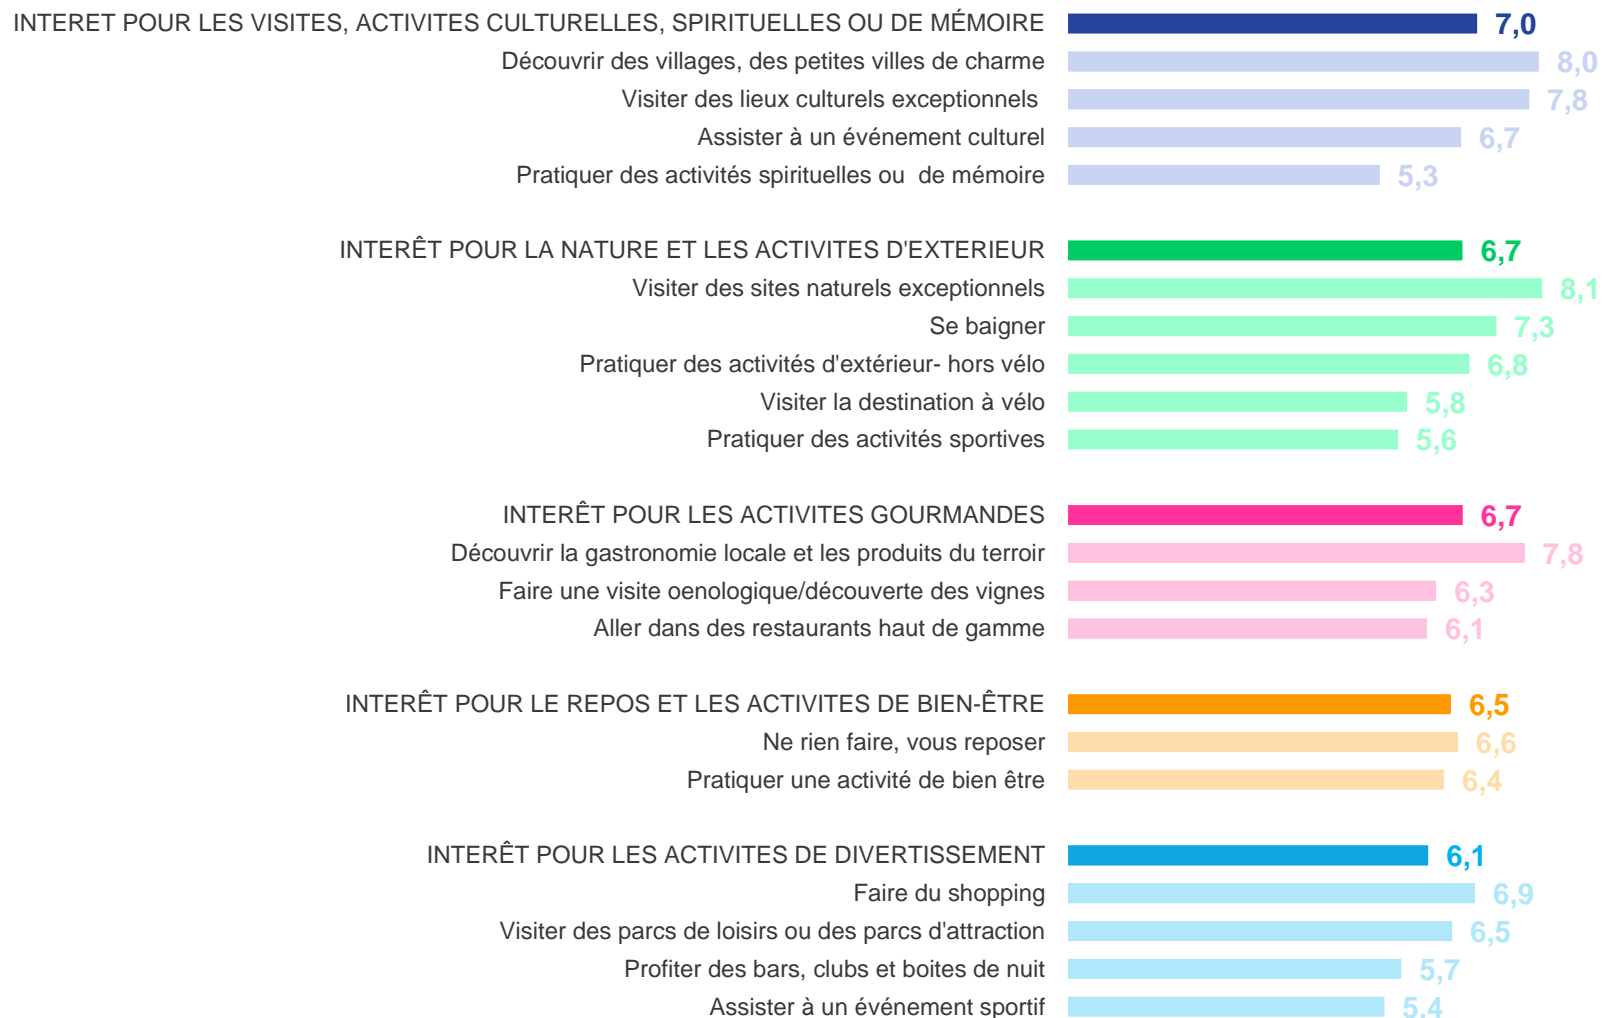 INTERET POUR LES VISITES, ACTIVITES CULTURELLES, SPIRITUELLES OU DE MÉMOIRE 7,0
Découvrir des villages, des petites villes de charme 8,0
Visiter des lieux culturels exceptionnels 7,8
Assister à un événement culturel 6,7
Pratiquer des activités spirituelles ou de mémoire 5,3
INTERÊT POUR LA NATURE ET LES ACTIVITES D'EXTERIEUR 6,7
Visiter des sites naturels exceptionnels 8,1
Se baigner 7,3
Pratiquer des activités d'extérieur- hors vélo 6,8
Visiter la destination à vélo 5,8
Pratiquer des activités sportives 5,6
INTERÊT POUR LES ACTIVITES GOURMANDES 6,7
Découvrir la gastronomie locale et les produits du terroir 7,8
Faire une visite oenologique/découverte des vignes 6,3
Aller dans des restaurants haut de gamme 6,1
INTERÊT POUR LE REPOS ET LES ACTIVITES DE BIEN-ÊTRE 6,5
Ne rien faire, vous reposer 6,6
Pratiquer une activité de bien être 6,4
INTERÊT POUR LES ACTIVITES DE DIVERTISSEMENT 6,1
Faire du shopping 6,9
Visiter des parcs de loisirs ou des parcs d'attraction 6,5
Profiter des bars, clubs et boites de nuit 5,7
Assister à un événement sportif 5,4